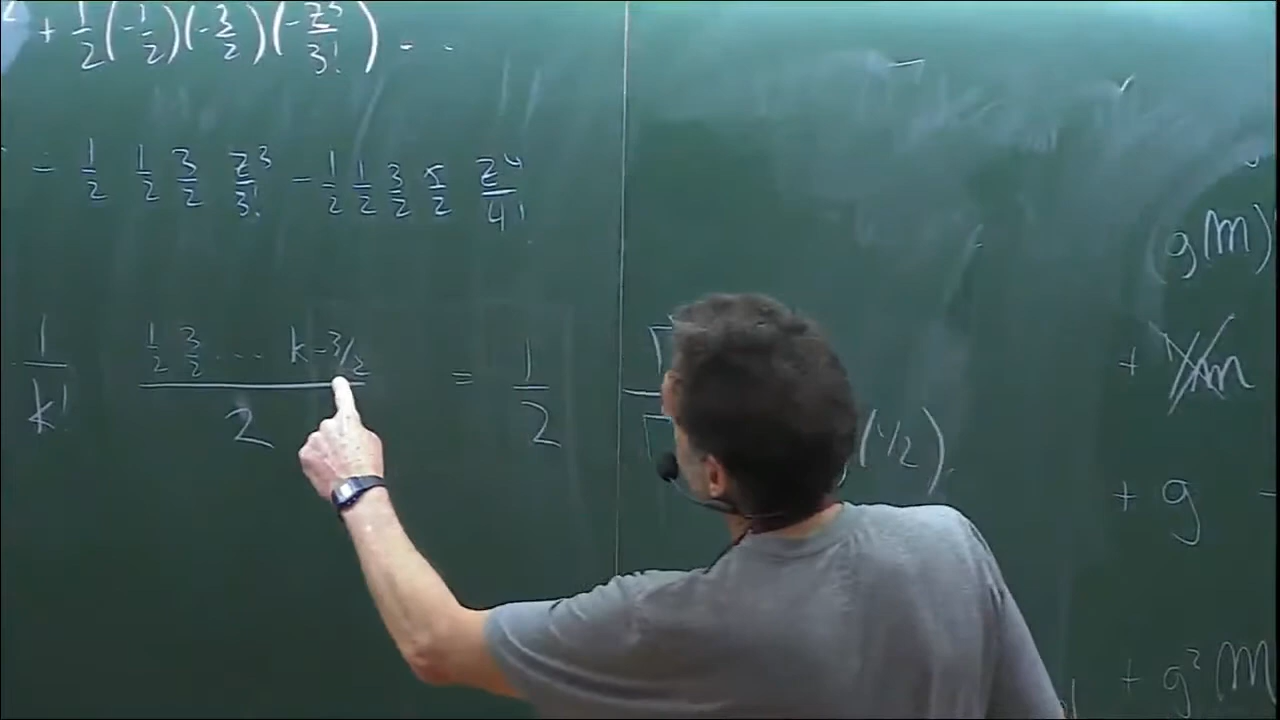 + 1/2 (-1/2)(-3/2)(-z³/3!) ...
- 1/2 1/2 3/2 z³/3! - 1/2 1/2 3/2 5/2 z⁴/4!
1/k! (1/2 3/2 ... k-3/2)/2 = 1/2 Γ/Γ (1/2)
g(m)
+
+ g -
+ g² m